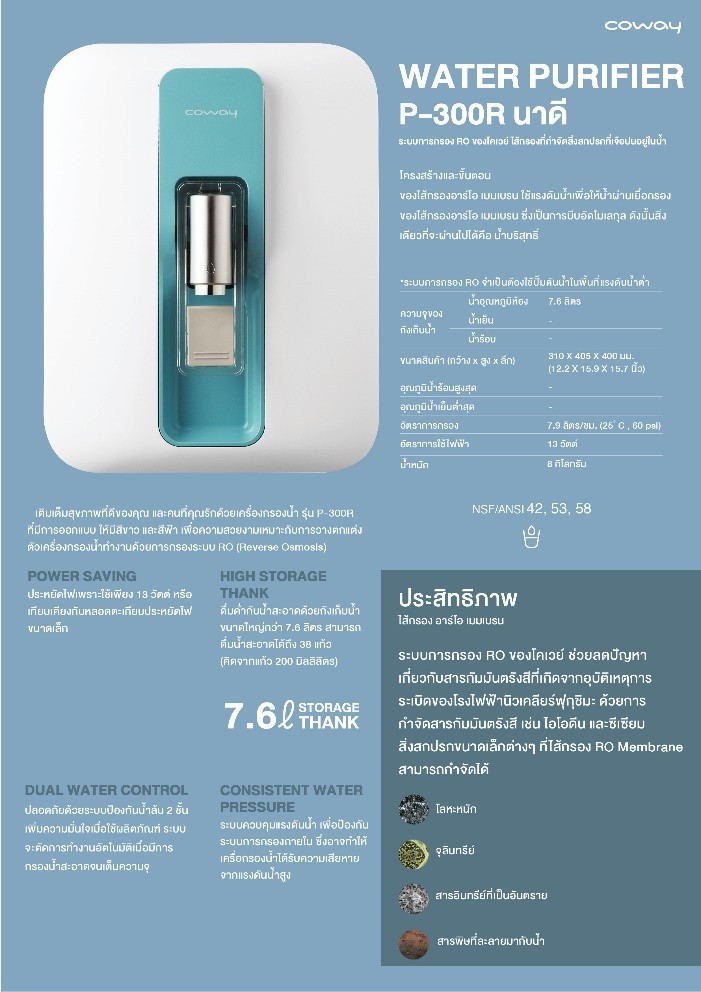 coway
coway
WATER PURIFIER
P-300R นาดี
ระบบการกรอง RO ของโคเวย์ ไส้กรองที่กำจัดสิ่งสกปรกที่เจือปนอยู่ในน้ำ
โครงสร้างและขั้นตอน
ของไส้กรองอาร์โอ เมมเบรน ใช้แรงดันน้ำเพื่อให้น้ำผ่านเยื่อกรอง
ของไส้กรองอาร์โอ เมมเบรน ซึ่งเป็นการบีบอัดโมเลกุล ดังนั้นสิ่ง
เดียวที่จะผ่านไปได้คือ น้ำบริสุทธิ์
*ระบบการกรอง RO จำเป็นต้องใช้ปั๊มดันน้ำในพื้นที่แรงดันน้ำต่ำ
ความจุของ
ถังเก็บน้ำ
น้ำอุณหภูมิห้อง 7.6 ลิตร
น้ำเย็น -
น้ำร้อน -
ขนาดสินค้า (กว้าง x สูง x ลึก) 310 X 405 X 400 มม.
(12.2 X 15.9 X 15.7 นิ้ว)
อุณภูมิน้ำร้อนสูงสุด -
อุณภูมิน้ำเย็นต่ำสุด -
อัตราการกรอง 7.9 ลิตร/ชม. (25° C , 60 psi)
อัตราการใช้ไฟฟ้า 13 วัตต์
น้ำหนัก 8 กิโลกรัม
NSF/ANSI 42, 53, 58
เติมเต็มสุขภาพที่ดีของคุณ และคนที่คุณรักด้วยเครื่องกรองน้ำ รุ่น P-300R
ที่มีการออกแบบ ให้มีสีขาว และสีฟ้า เพื่อความสวยงามเหมาะกับการวางตกแต่ง
ตัวเครื่องกรองน้ำทำงานด้วยการกรองระบบ RO (Reverse Osmosis)
POWER SAVING
ประหยัดไฟเพราะใช้เพียง 13 วัตต์ หรือ
เทียบเคียงกับหลอดตะเกียบประหยัดไฟ
ขนาดเล็ก
HIGH STORAGE
THANK
ดื่มด่ำกับน้ำสะอาดด้วยถังเก็บน้ำ
ขนาดใหญ่กว่า 7.6 ลิตร สามารถ
ดื่มน้ำสะอาดได้ถึง 38 แก้ว
(คิดจากแก้ว 200 มิลลิลิตร)
7.6ℓ STORAGE
THANK
DUAL WATER CONTROL
ปลอดภัยด้วยระบบป้องกันน้ำล้น 2 ชั้น
เพิ่มความมั่นใจเมื่อใช้ผลิตภัณฑ์ ระบบ
จะตัดการทำงานอัตโนมัติเมื่อมีการ
กรองน้ำสะอาดจนเต็มความจุ
CONSISTENT WATER
PRESSURE
ระบบควบคุมแรงดันน้ำ เพื่อป้องกัน
ระบบการกรองภายใน ซึ่งอาจทำให้
เครื่อกรองน้ำได้รับความเสียหาย
จากแรงดันน้ำสูง
ประสิทธิภาพ
ไส้กรอง อาร์โอ เมมเบรน
ระบบการกรอง RO ของโคเวย์ ช่วยลดปัญหา
เกี่ยวกับสารกัมมันตรังสีที่เกิดจากอุบัติเหตุการ
ระเบิดของโรงไฟฟ้านิวเคลียร์ฟุกุชิมะ ด้วยการ
กำจัดสารกัมมันตรังสี เช่น ไอโอดีน และซีเซียม
สิ่งสกปรกขนาดเล็กต่างๆ ที่ไส้กรอง RO Membrane
สามารถกำจัดได้
โลหะหนัก
จุลินทรีย์
สารอินทรีย์ที่เป็นอันตราย
สารพิษที่ละลายมากับน้ำ